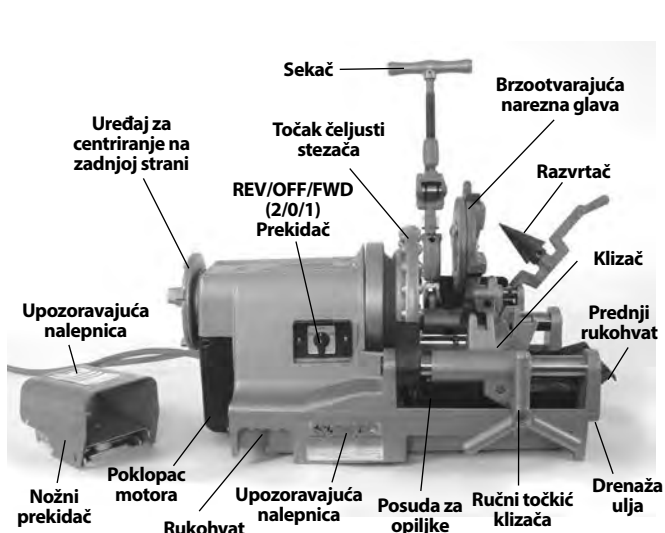 Sekač
Brzootvarajuća
narezna glava
Uređaj za
centriranje na
zadnjoj strani
Točak čeljusti
stezača
Razvrtač
REV/OFF/FWD
(2/0/1)
Prekidač
Klizač
Upozoravajuća
nalepnica
Prednji
rukohvat
Nožni
prekidač
Poklopac
motora
Rukohvat
Upozoravajuća
nalepnica
Posuda za
opiljke
Ručni točkić
klizača
Drenaža
ulja